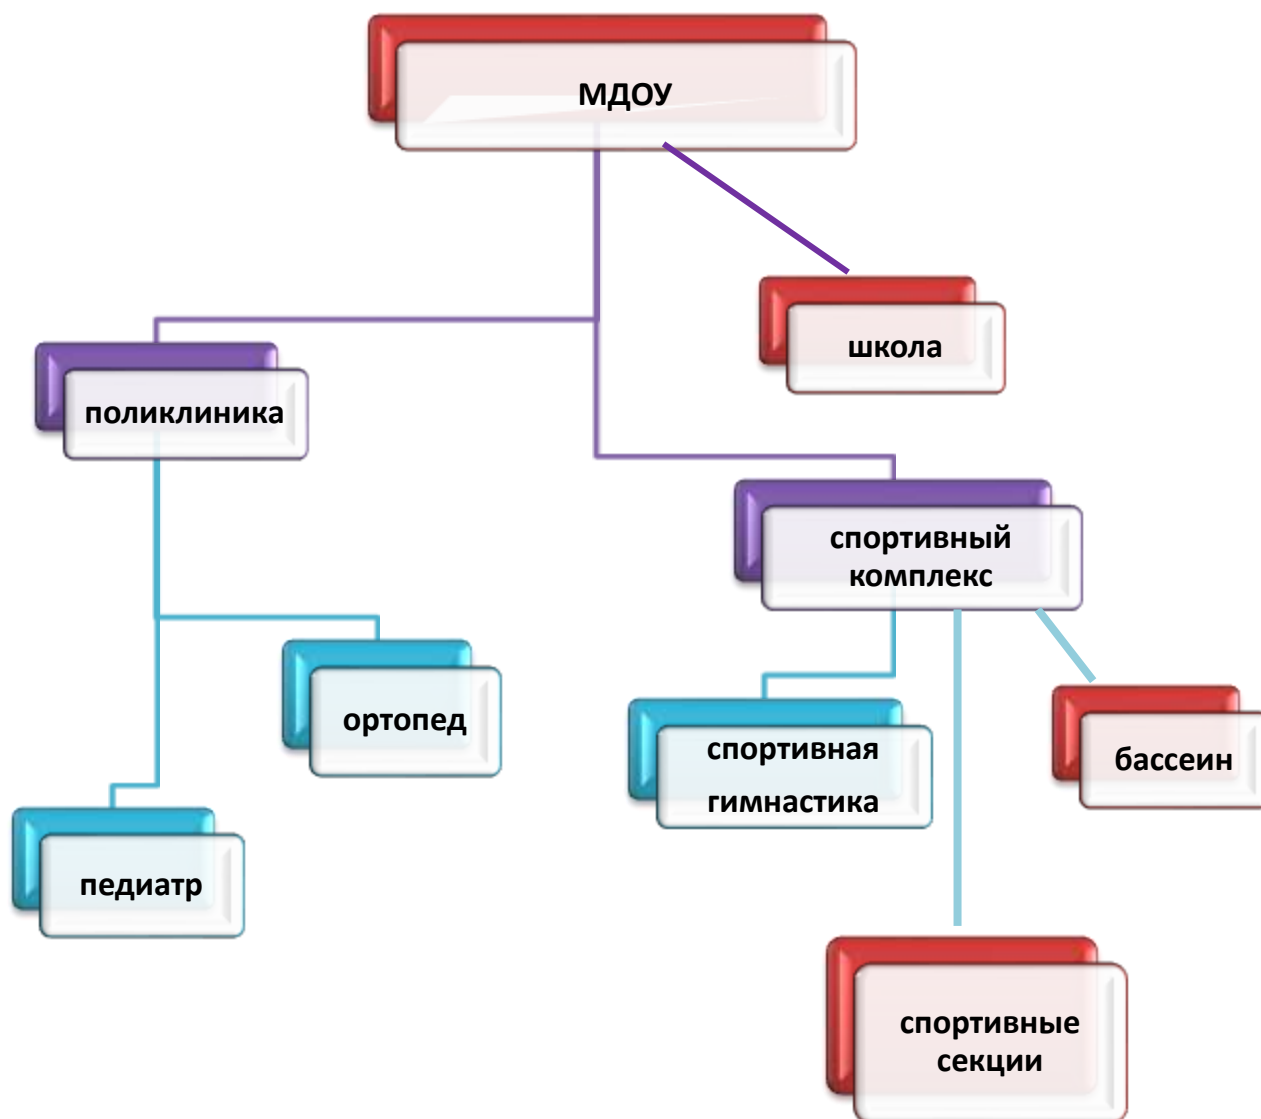 МДОУ
школа
поликлиника
спортивный
комплекс
ортопед
спортивная
гимнастика
бассеин
педиатр
спортивные
секции